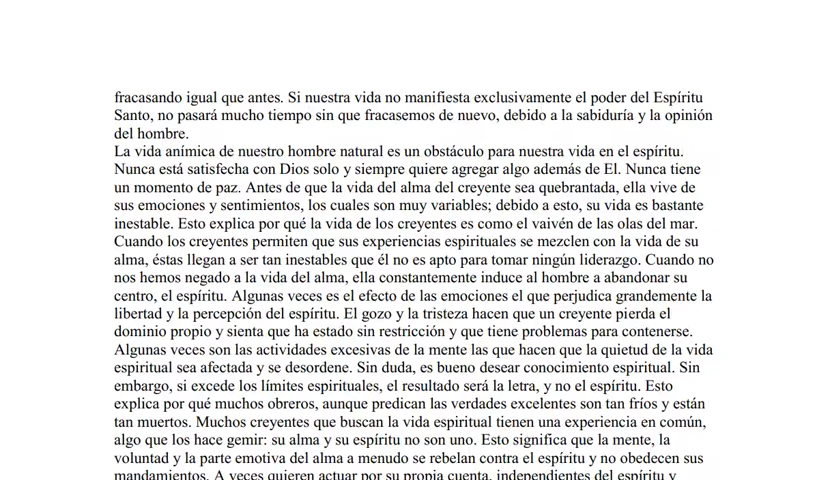 fracasando igual que antes. Si nuestra vida no manifiesta exclusivamente el poder del Espíritu
Santo, no pasará mucho tiempo sin que fracasemos de nuevo, debido a la sabiduría y la opinión
del hombre.
La vida anímica de nuestro hombre natural es un obstáculo para nuestra vida en el espíritu.
Nunca está satisfecha con Dios solo y siempre quiere agregar algo además de El. Nunca tiene
un momento de paz. Antes de que la vida del alma del creyente sea quebrantada, ella vive de
sus emociones y sentimientos, los cuales son muy variables; debido a esto, su vida es bastante
inestable. Esto explica por qué la vida de los creyentes es como el vaivén de las olas del mar.
Cuando los creyentes permiten que sus experiencias espirituales se mezclen con la vida de su
alma, éstas llegan a ser tan inestables que él no es apto para tomar ningún liderazgo. Cuando no
nos hemos negado a la vida del alma, ella constantemente induce al hombre a abandonar su
centro, el espíritu. Algunas veces es el efecto de las emociones el que perjudica grandemente la
libertad y la percepción del espíritu. El gozo y la tristeza hacen que un creyente pierda el
dominio propio y sienta que ha estado sin restricción y que tiene problemas para contenerse.
Algunas veces son las actividades excesivas de la mente las que hacen que la quietud de la vida
espiritual sea afectada y se desordene. Sin duda, es bueno desear conocimiento espiritual. Sin
embargo, si excede los límites espirituales, el resultado será la letra, y no el espíritu. Esto
explica por qué muchos obreros, aunque predican las verdades excelentes son tan fríos y están
tan muertos. Muchos creyentes que buscan la vida espiritual tienen una experiencia en común,
algo que los hace gemir: su alma y su espíritu no son uno. Esto significa que la mente, la
voluntad y la parte emotiva del alma a menudo se rebelan contra el espíritu y no obedecen sus
mandamientos. A veces quieren actuar por su propia cuenta, independientes del espíritu y